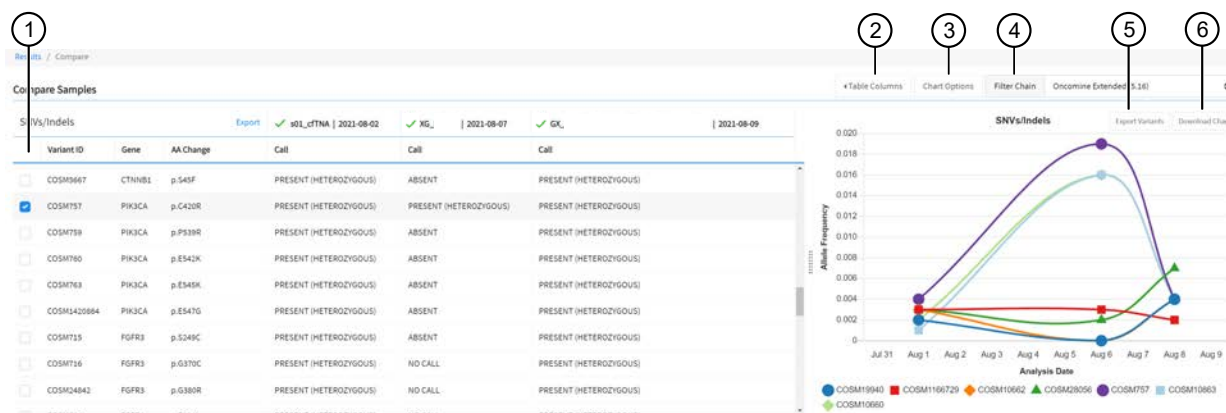 1 2 3 4 5 6
Results / Compare
Compare Samples
◂Table Columns Chart Options Filter Chain Oncomine Extended (5.16)
SNVs/Indels Export s01_cfTNA | 2021-08-02 XG_ | 2021-08-07 GX_ | 2021-08-09
Variant ID Gene AA Change Call Call Call
COSM5667 CTNNB1 p.S45F PRESENT (HETEROZYGOUS) ABSENT PRESENT (HETEROZYGOUS)
COSM757 PIK3CA p.C420R PRESENT (HETEROZYGOUS) PRESENT (HETEROZYGOUS) PRESENT (HETEROZYGOUS)
COSM759 PIK3CA p.P539R PRESENT (HETEROZYGOUS) ABSENT PRESENT (HETEROZYGOUS)
COSM760 PIK3CA p.E542K PRESENT (HETEROZYGOUS) ABSENT PRESENT (HETEROZYGOUS)
COSM763 PIK3CA p.E545K PRESENT (HETEROZYGOUS) ABSENT PRESENT (HETEROZYGOUS)
COSM1420884 PIK3CA p.E547G PRESENT (HETEROZYGOUS) ABSENT PRESENT (HETEROZYGOUS)
COSM715 FGFR3 p.S249C PRESENT (HETEROZYGOUS) ABSENT PRESENT (HETEROZYGOUS)
COSM716 FGFR3 p.G370C PRESENT (HETEROZYGOUS) NO CALL PRESENT (HETEROZYGOUS)
COSM24842 FGFR3 p.G380R PRESENT (HETEROZYGOUS) NO CALL PRESENT (HETEROZYGOUS)
SNVs/Indels Export Variants Download Cha
Allele Frequency
0.020
0.018
0.016
0.014
0.012
0.010
0.008
0.006
0.004
0.002
0
Jul 31 Aug 1 Aug 2 Aug 3 Aug 4 Aug 5 Aug 6 Aug 7 Aug 8 Aug 9
Analysis Date
COSM19940 COSM1166729 COSM10662 COSM28056 COSM757 COSM10863
COSM10660